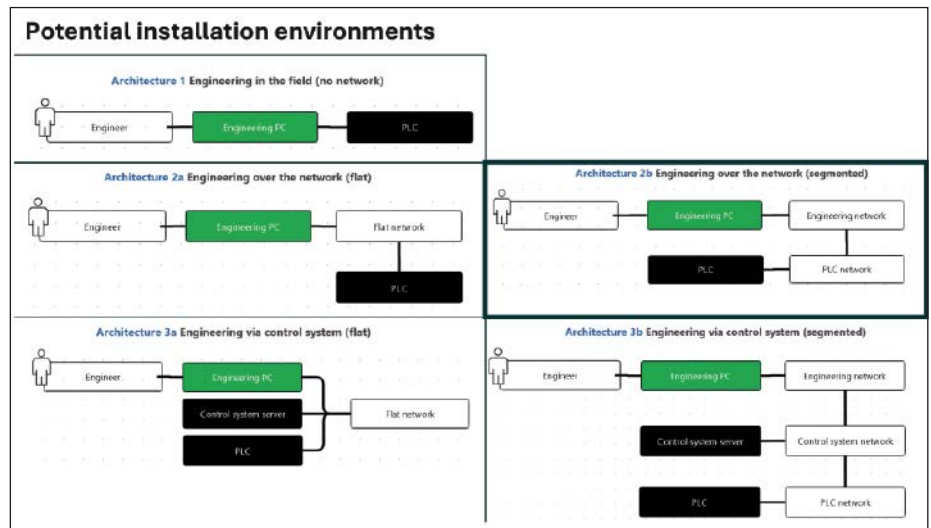 Potential installation environments
Architecture 1 Engineering in the field (no network)
Engineer
Engineering PC
PLC
Architecture 2a Engineering over the network (flat)
Engineer
Engineering PC
Flat network
PLC
Architecture 2b Engineering over the network (segmented)
Engineer
Engineering PC
Engineering network
PLC
PLC network
Architecture 3a Engineering via control system (flat)
Engineer
Engineering PC
Control system server
Flat network
PLC
Architecture 3b Engineering via control system (segmented)
Engineer
Engineering PC
Engineering network
Control system server
Control system network
PLC
PLC network